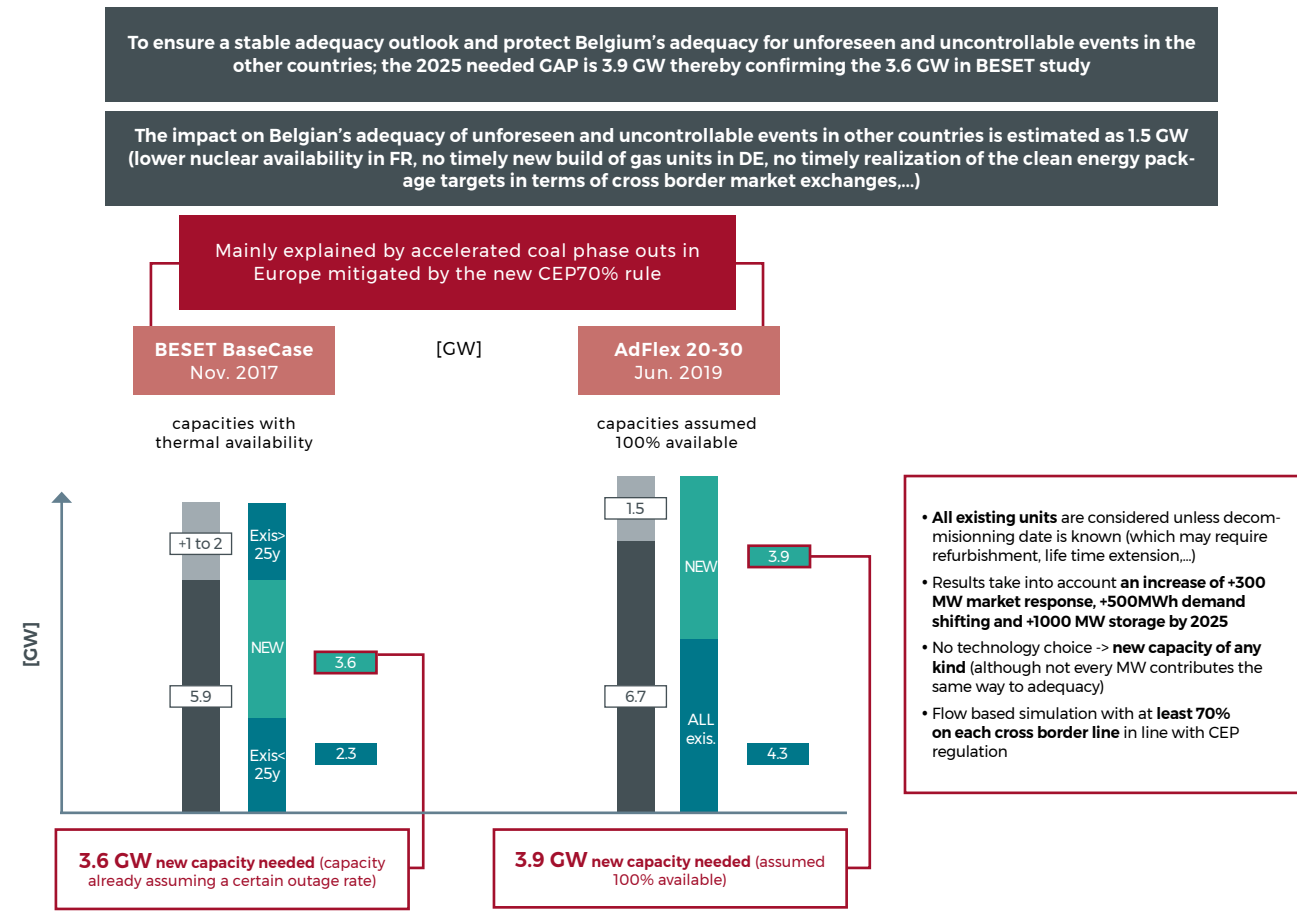 To ensure a stable adequacy outlook and protect Belgium's adequacy for unforeseen and uncontrollable events in the
other countries; the 2025 needed GAP is 3.9 GW thereby confirming the 3.6 GW in BESET study
The impact on Belgian's adequacy of unforeseen and uncontrollable events in other countries is estimated as 1.5 GW
(lower nuclear availability in FR, no timely new build of gas units in DE, no timely realization of the clean energy pack-
age targets in terms of cross border market exchanges,...)
Mainly explained by accelerated coal phase outs in
Europe mitigated by the new CEP70% rule
BESET BaseCase
Nov. 2017
[GW]
AdFlex 20-30
Jun. 2019
capacities with
thermal availability
capacities assumed
100% available
[GW]
+1 to 2
5.9
Exis>
25y
NEW
Exis<
25y
3.6
2.3
1.5
6.7
NEW
ALL
exis.
3.9
4.3
• All existing units are considered unless decom-
misionning date is known (which may require
refurbishment, life time extension,...)
• Results take into account an increase of +300
MW market response, +500MWh demand
shifting and +1000 MW storage by 2025
• No technology choice -> new capacity of any
kind (although not every MW contributes the
same way to adequacy)
• Flow based simulation with at least 70%
on each cross border line in line with CEP
regulation
3.6 GW new capacity needed (capacity
already assuming a certain outage rate)
3.9 GW new capacity needed (assumed
100% available)